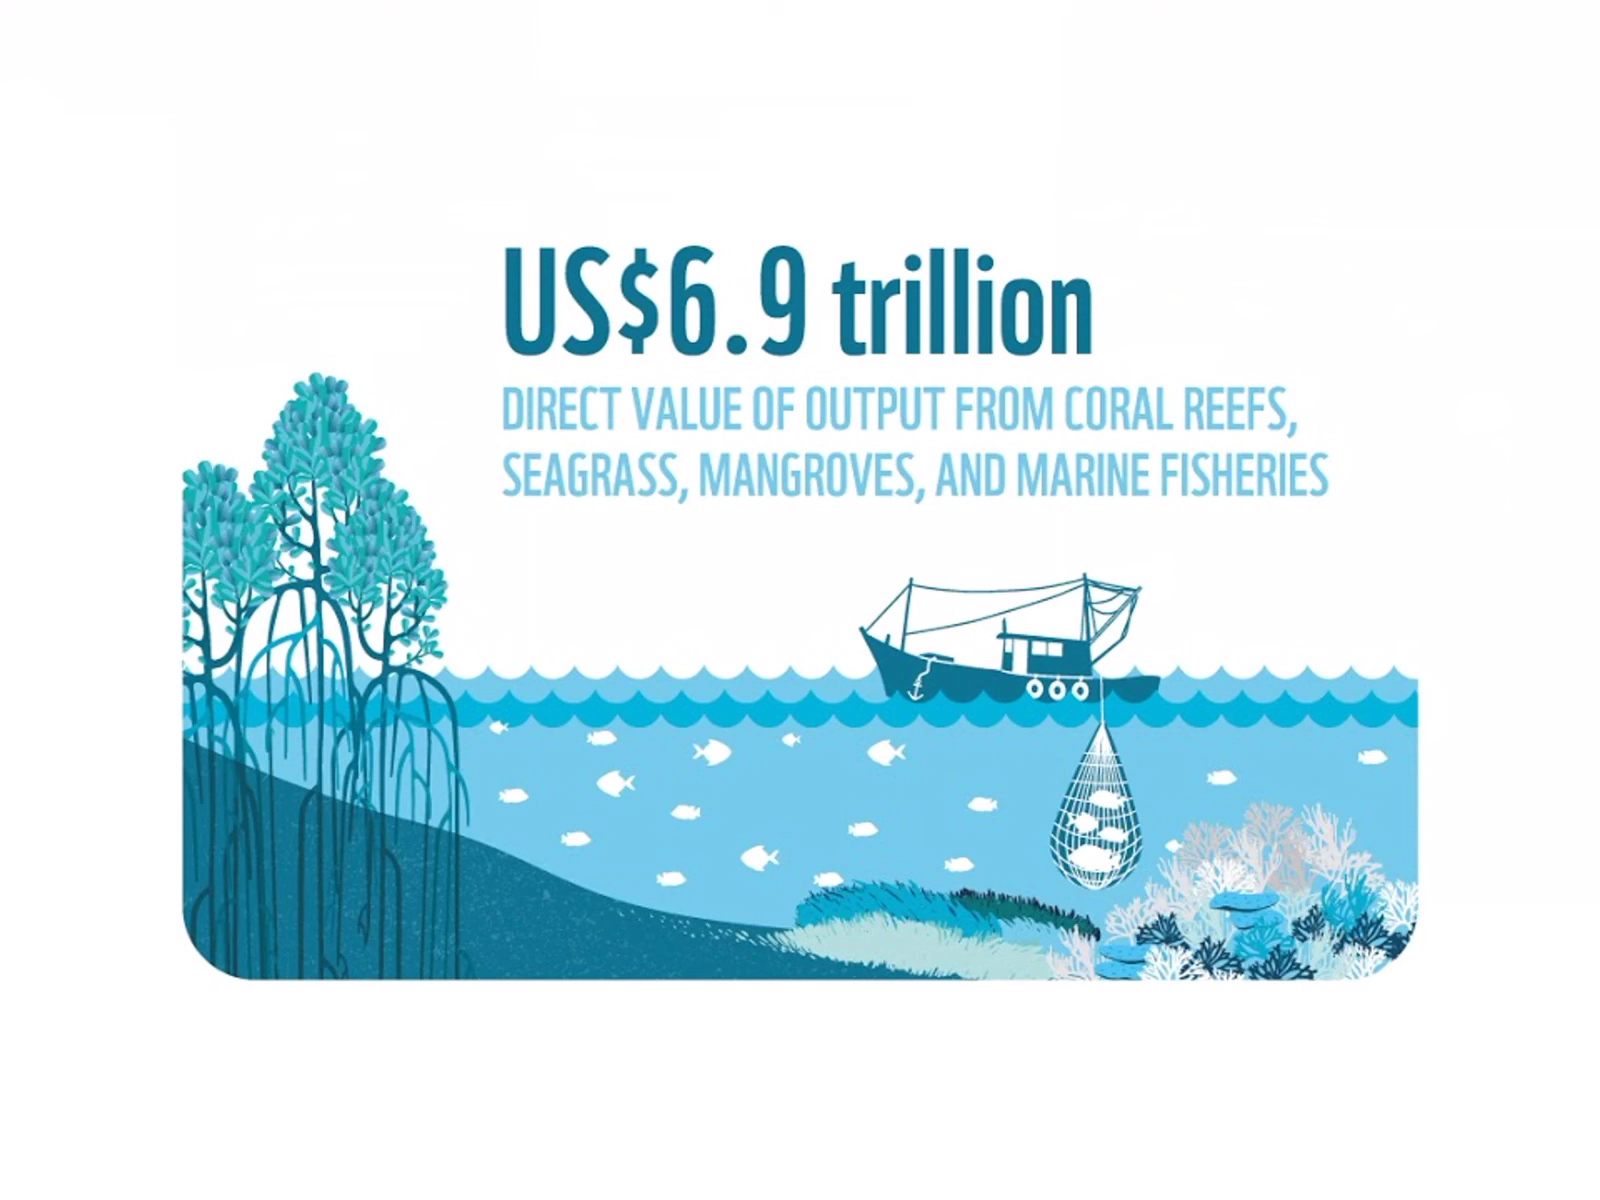 US$6.9 trillion
DIRECT VALUE OF OUTPUT FROM CORAL REEFS,
SEAGRASS, MANGROVES, AND MARINE FISHERIES